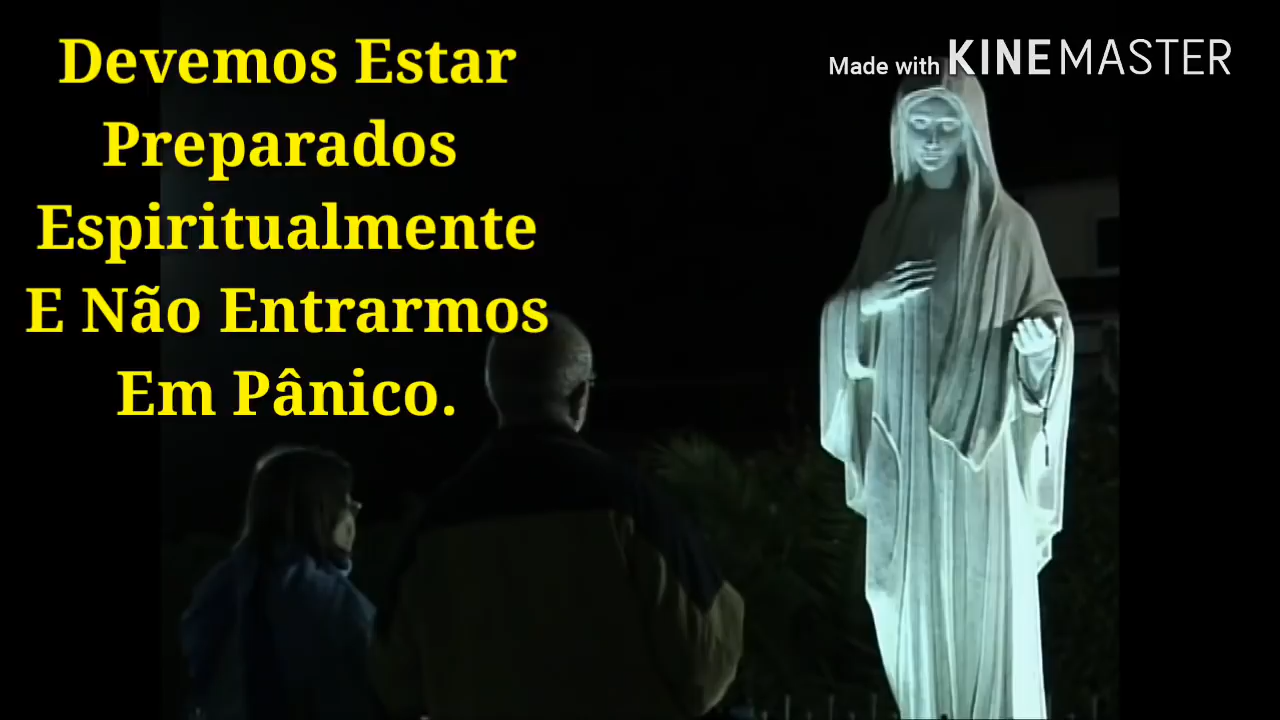 Devemos Estar
Preparados
Espiritualmente
E Não Entrarmos
Em Pânico.
Made with KINEMASTER